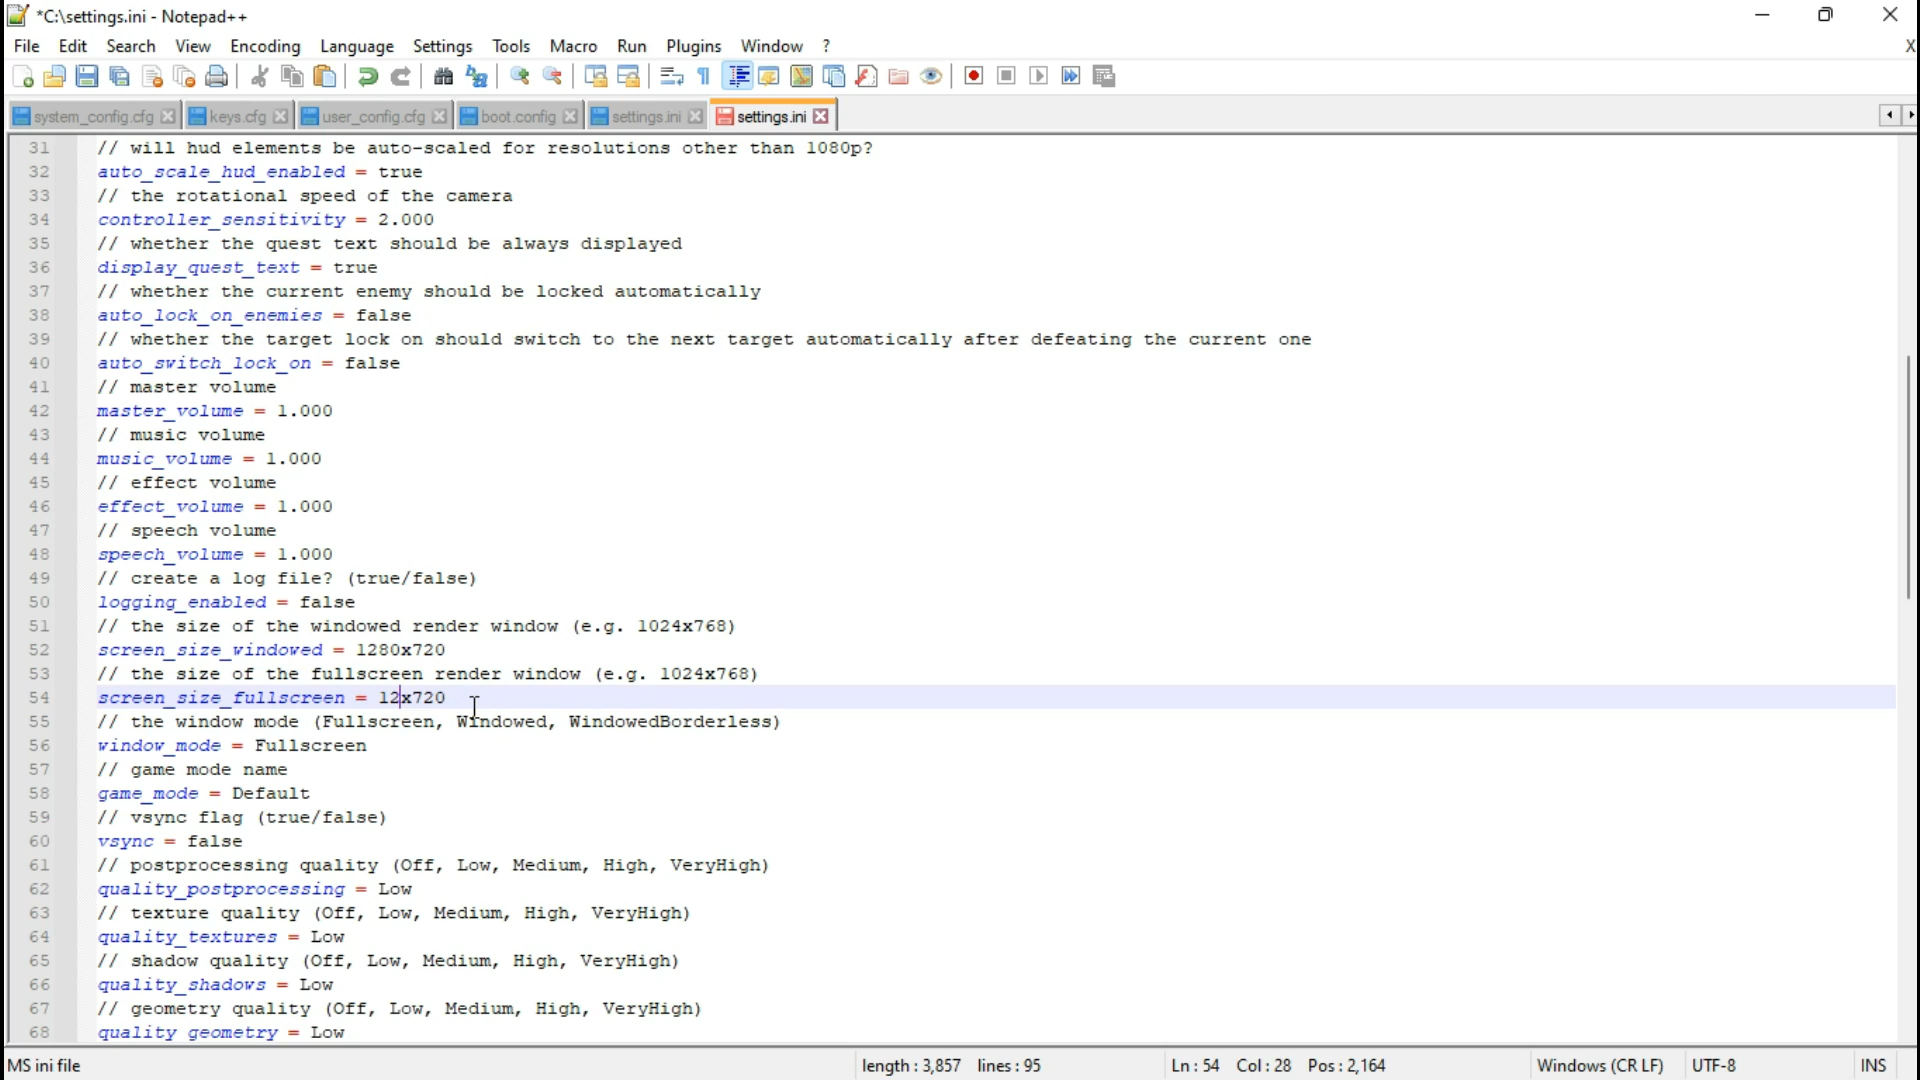 *C:\settings.ini - Notepad++
File Edit Search View Encoding Language Settings Tools Macro Run Plugins Window ? X
system_config.cfg keys.cfg user_config.cfg boot.config settings.ini settings.ini
31 // will hud elements be auto-scaled for resolutions other than 1080p?
32 auto_scale_hud_enabled = true
33 // the rotational speed of the camera
34 controller_sensitivity = 2.000
35 // whether the quest text should be always displayed
36 display_quest_text = true
37 // whether the current enemy should be locked automatically
38 auto_lock_on_enemies = false
39 // whether the target lock on should switch to the next target automatically after defeating the current one
40 auto_switch_lock_on = false
41 // master volume
42 master_volume = 1.000
43 // music volume
44 music_volume = 1.000
45 // effect volume
46 effect_volume = 1.000
47 // speech volume
48 speech_volume = 1.000
49 // create a log file? (true/false)
50 logging_enabled = false
51 // the size of the windowed render window (e.g. 1024x768)
52 screen_size_windowed = 1280x720
53 // the size of the fullscreen render window (e.g. 1024x768)
54 screen_size_fullscreen = 12x720
55 // the window mode (Fullscreen, Windowed, WindowedBorderless)
56 window_mode = Fullscreen
57 // game mode name
58 game_mode = Default
59 // vsync flag (true/false)
60 vsync = false
61 // postprocessing quality (Off, Low, Medium, High, VeryHigh)
62 quality_postprocessing = Low
63 // texture quality (Off, Low, Medium, High, VeryHigh)
64 quality_textures = Low
65 // shadow quality (Off, Low, Medium, High, VeryHigh)
66 quality_shadows = Low
67 // geometry quality (Off, Low, Medium, High, VeryHigh)
68 quality_geometry = Low
MS ini file length : 3,857 lines : 95 Ln : 54 Col : 28 Pos : 2,164 Windows (CR LF) UTF-8 INS